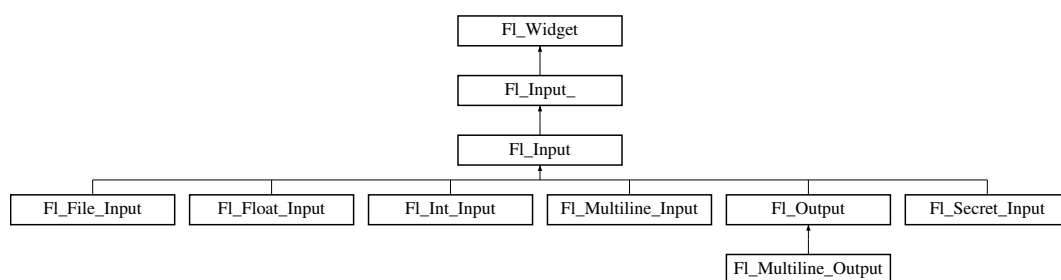 Fl_Widget
Fl_Input_
Fl_Input
Fl_File_Input
Fl_Float_Input
Fl_Int_Input
Fl_Multiline_Input
Fl_Output
Fl_Secret_Input
Fl_Multiline_Output